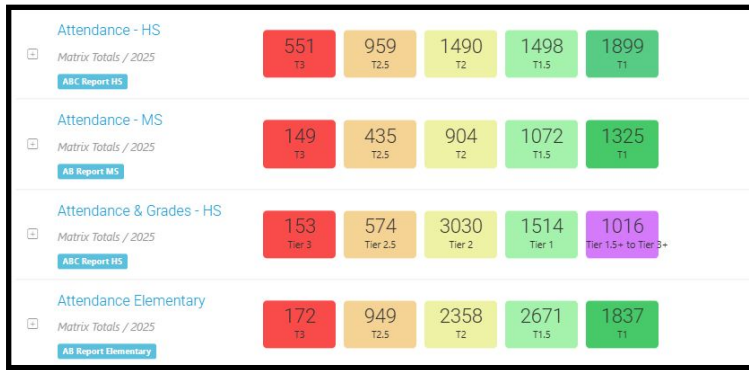 Attendance - HS
Matrix Totals / 2025
ABC Report HS
551 959 1490 1498 1899
T3 T2.5 T2 T1.5 T1
Attendance - MS
Matrix Totals / 2025
AB Report MS
149 435 904 1072 1325
T3 T2.5 T2 T1.5 T1
Attendance & Grades - HS
Matrix Totals / 2025
ABC Report HS
153 574 3030 1514 1016
Tier 3 Tier 2.5 Tier 2 Tier 1 Tier 1.5+ to Tier 3+
Attendance Elementary
Matrix Totals / 2025
AB Report Elementary
172 949 2358 2671 1837
T3 T2.5 T2 T1.5 T1